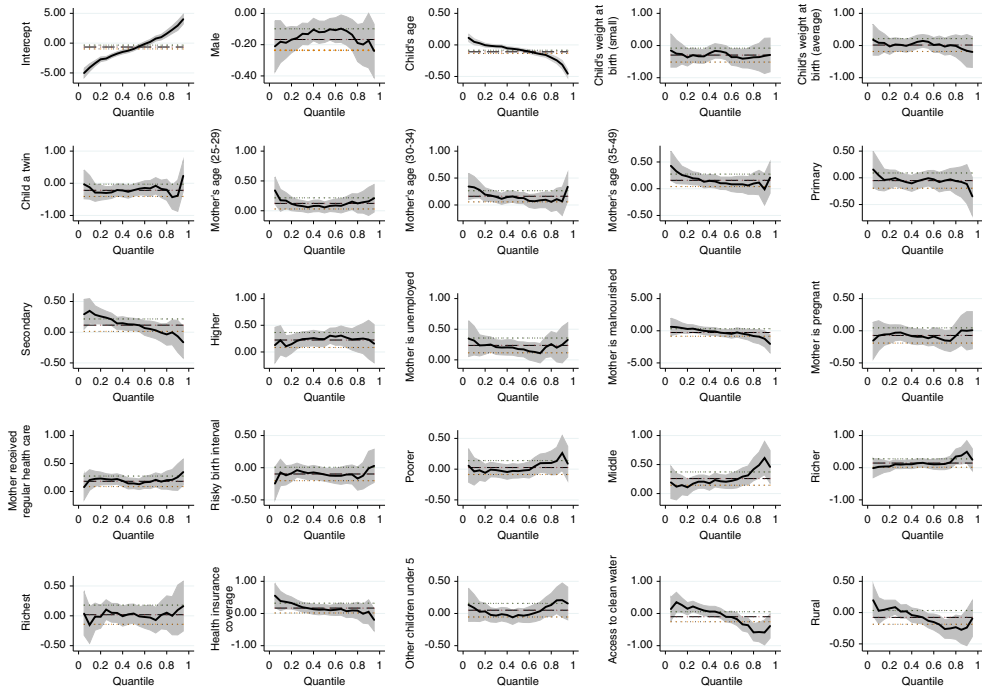 Intercept
5.00
0.00
-5.00
0 0.2 0.4 0.6 0.8 1
Quantile
Male
0.00
-0.20
-0.40
0 0.2 0.4 0.6 0.8 1
Quantile
Child's age
0.50
0.00
-0.50
0 0.2 0.4 0.6 0.8 1
Quantile
Child's weight at
birth (small)
1.00
0.00
-1.00
0 0.2 0.4 0.6 0.8 1
Quantile
Child's weight at
birth (average)
1.00
0.00
-1.00
0 0.2 0.4 0.6 0.8 1
Quantile
Child a twin
1.00
0.00
-1.00
0 0.2 0.4 0.6 0.8 1
Quantile
Mother's age (25-29)
1.00
0.50
0.00
0 0.2 0.4 0.6 0.8 1
Quantile
Mother's age (30-34)
1.00
0.50
0.00
0 0.2 0.4 0.6 0.8 1
Quantile
Mother's age (35-49)
0.50
0.00
-0.50
0 0.2 0.4 0.6 0.8 1
Quantile
Primary
0.50
0.00
-0.50
0 0.2 0.4 0.6 0.8 1
Quantile
Secondary
0.50
0.00
-0.50
0 0.2 0.4 0.6 0.8 1
Quantile
Higher
1.00
0.50
0.00
0 0.2 0.4 0.6 0.8 1
Quantile
Mother is unemployed
1.00
0.50
0.00
0 0.2 0.4 0.6 0.8 1
Quantile
Mother is malnourished
5.00
0.00
-5.00
0 0.2 0.4 0.6 0.8 1
Quantile
Mother is pregnant
0.50
0.00
-0.50
0 0.2 0.4 0.6 0.8 1
Quantile
Mother received
regular health care
1.00
0.50
0.00
0 0.2 0.4 0.6 0.8 1
Quantile
Risky birth interval
0.50
0.00
-0.50
0 0.2 0.4 0.6 0.8 1
Quantile
Poorer
0.50
0.00
-0.50
0 0.2 0.4 0.6 0.8 1
Quantile
Middle
1.00
0.50
0.00
0 0.2 0.4 0.6 0.8 1
Quantile
Richer
1.00
0.00
-1.00
0 0.2 0.4 0.6 0.8 1
Quantile
Richest
0.50
0.00
-0.50
0 0.2 0.4 0.6 0.8 1
Quantile
Health insurance
coverage
1.00
0.00
-1.00
0 0.2 0.4 0.6 0.8 1
Quantile
Other children under 5
0.50
0.00
-0.50
0 0.2 0.4 0.6 0.8 1
Quantile
Access to clean water
1.00
0.00
-1.00
0 0.2 0.4 0.6 0.8 1
Quantile
Rural
0.50
0.00
-0.50
0 0.2 0.4 0.6 0.8 1
Quantile